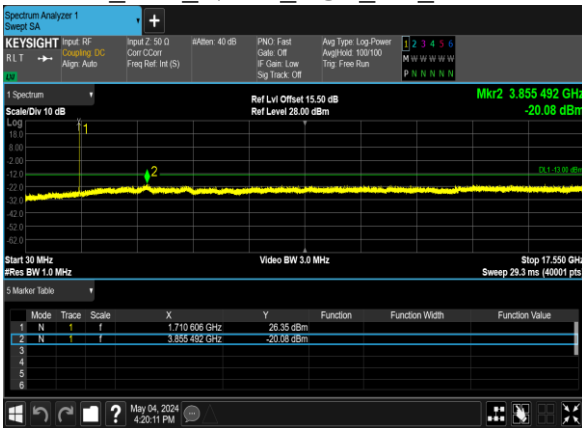 Spectrum Analyzer 1
Swept SA
KEYSIGHT
RLT
LW
Input: RF
Coupling: DC
Align: Auto
Input Z: 50 Ω
Corr CCorr
Freq Ref: Int (S)
#Atten: 40 dB
PNO: Fast
Gate: Off
IF Gain: Low
Sig Track: Off
Avg Type: Log-Power
Avg|Hold: 100/100
Trig: Free Run
1 2 3 4 5 6
M W W W W W
P N N N N N
1 Spectrum
Scale/Div 10 dB
Log
Ref Lvl Offset 15.50 dB
Ref Level 28.00 dBm
Mkr2 3.855 492 GHz
-20.08 dBm
18.0
8.00
-2.00
-12.0
-22.0
-32.0
-42.0
-52.0
-62.0
1
2
DL1 -13.00 dBm
Start 30 MHz
#Res BW 1.0 MHz
Video BW 3.0 MHz
Stop 17.550 GHz
Sweep 29.3 ms (40001 pts
5 Marker Table
Mode Trace Scale X Y Function Function Width Function Value
1 N 1 f 1.710 606 GHz 26.35 dBm
2 N 1 f 3.855 492 GHz -20.08 dBm
3
4
5
6
?
May 04, 2024
4:20:11 PM